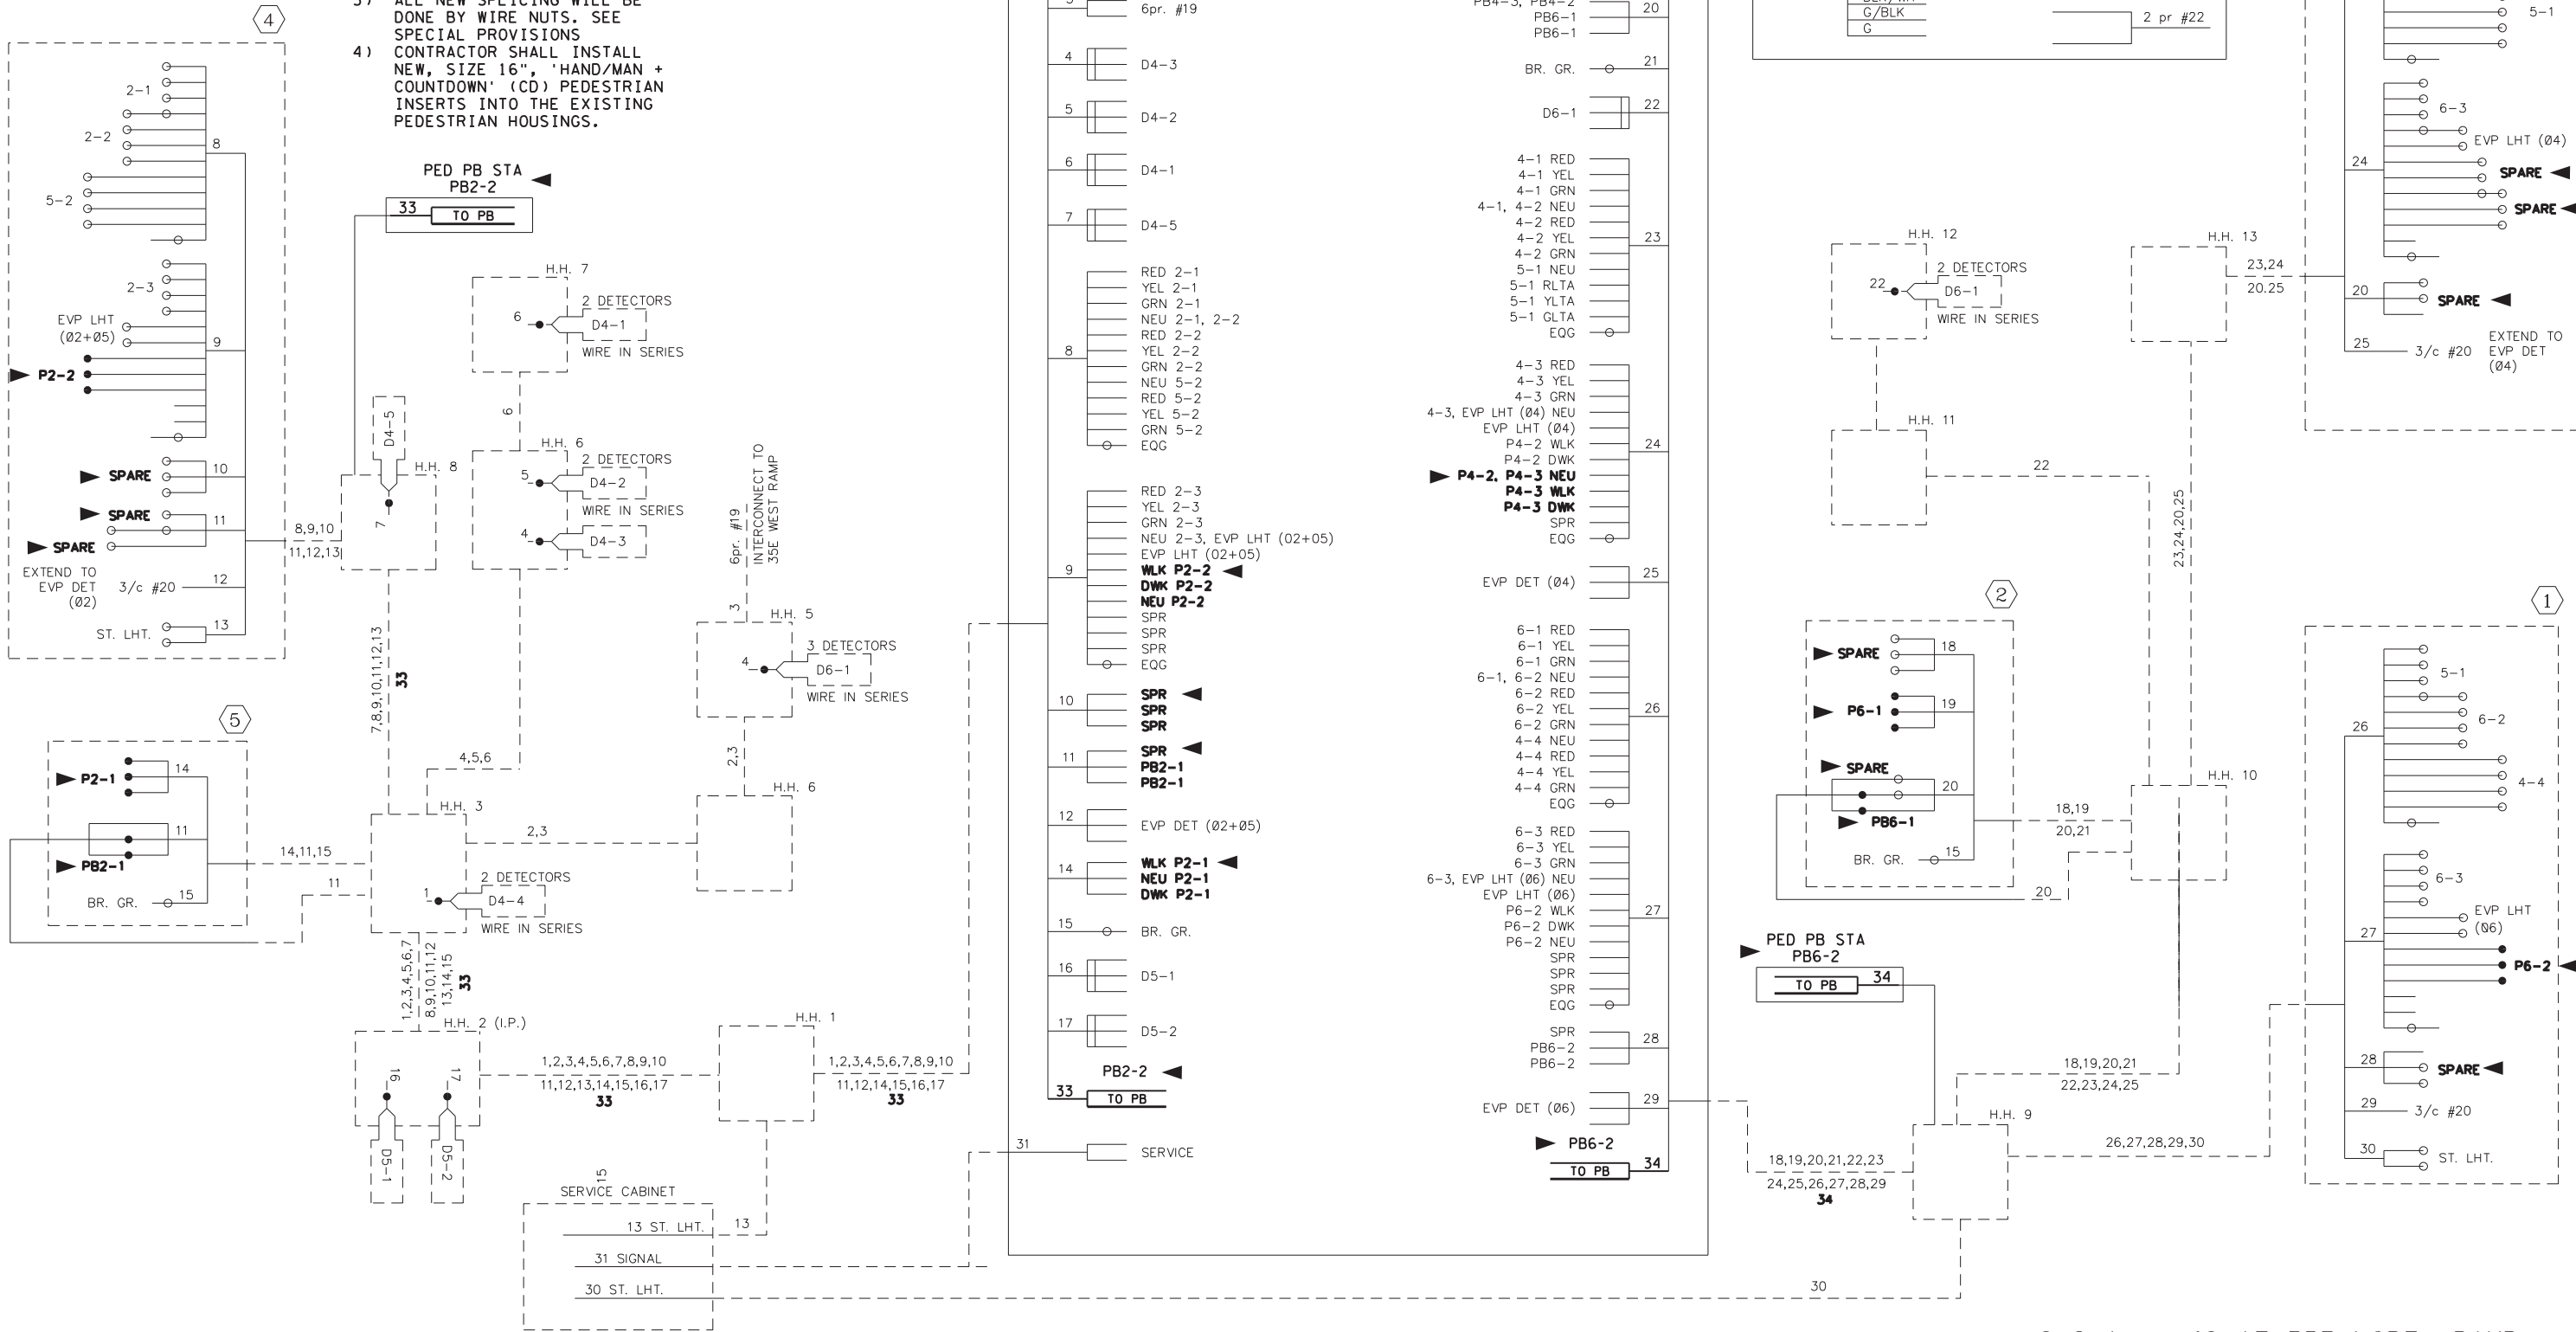 4
DONE BY WIRE NUTS. SEE
SPECIAL PROVISIONS
4) CONTRACTOR SHALL INSTALL
NEW, SIZE 16", 'HAND/MAN +
COUNTDOWN' (CD) PEDESTRIAN
INSERTS INTO THE EXISTING
PEDESTRIAN HOUSINGS.
2-1
2-2
8
5-2
2-3
EVP LHT
(Ø2+Ø5)
9
P2-2
SPARE
10
SPARE
11
SPARE
EXTEND TO
EVP DET
(Ø2)
3/c #20
12
ST. LHT.
13
8,9,10
11,12,13
PED PB STA
PB2-2
33
TO PB
H.H. 7
6
2 DETECTORS
D4-1
WIRE IN SERIES
6
D4-5
H.H. 8
7
H.H. 6
5
2 DETECTORS
D4-2
WIRE IN SERIES
4
D4-3
6pr. #19
INTERCONNECT TO
35E WEST RAMP
3
H.H. 5
4
3 DETECTORS
D6-1
WIRE IN SERIES
2,3
H.H. 6
7,8,9,10,11,12,13
33
4,5,6
H.H. 3
2,3
5
P2-1
14
11
PB2-1
BR. GR.
15
14,11,15
11
1
2 DETECTORS
D4-4
WIRE IN SERIES
1,2,3,4,5,6,7
8,9,10,11,12
13,14,15
33
H.H. 2 (I.P.)
16
17
D5-1
D5-2
1,2,3,4,5,6,7,8,9,10
11,12,13,14,15,16,17
33
H.H. 1
1,2,3,4,5,6,7,8,9,10
11,12,14,15,16,17
33
15
SERVICE CABINET
13 ST. LHT.
13
31 SIGNAL
30 ST. LHT.
30
6pr. #19
4
D4-3
5
D4-2
6
D4-1
7
D4-5
8
RED 2-1
YEL 2-1
GRN 2-1
NEU 2-1, 2-2
RED 2-2
YEL 2-2
GRN 2-2
NEU 5-2
RED 5-2
YEL 5-2
GRN 5-2
EQG
9
RED 2-3
YEL 2-3
GRN 2-3
NEU 2-3, EVP LHT (Ø2+Ø5)
EVP LHT (Ø2+Ø5)
WLK P2-2
DWK P2-2
NEU P2-2
SPR
SPR
SPR
EQG
10
SPR
SPR
SPR
11
SPR
PB2-1
PB2-1
12
EVP DET (Ø2+Ø5)
14
WLK P2-1
NEU P2-1
DWK P2-1
15
BR. GR.
16
D5-1
17
D5-2
PB2-2
33
TO PB
31
SERVICE
20
PB6-1
PB6-1
BR. GR.
21
D6-1
22
4-1 RED
4-1 YEL
4-1 GRN
4-1, 4-2 NEU
4-2 RED
4-2 YEL
4-2 GRN
5-1 NEU
5-1 RLTA
5-1 YLTA
5-1 GLTA
EQG
23
4-3 RED
4-3 YEL
4-3 GRN
4-3, EVP LHT (Ø4) NEU
EVP LHT (Ø4)
P4-2 WLK
P4-2 DWK
P4-2, P4-3 NEU
P4-3 WLK
P4-3 DWK
SPR
EQG
24
EVP DET (Ø4)
25
6-1 RED
6-1 YEL
6-1 GRN
6-1, 6-2 NEU
6-2 RED
6-2 YEL
6-2 GRN
4-4 NEU
4-4 RED
4-4 YEL
4-4 GRN
EQG
26
6-3 RED
6-3 YEL
6-3 GRN
6-3, EVP LHT (Ø6) NEU
EVP LHT (Ø6)
P6-2 WLK
P6-2 DWK
P6-2 NEU
SPR
SPR
SPR
EQG
27
SPR
PB6-2
PB6-2
28
EVP DET (Ø6)
29
PB6-2
TO PB
34
G/BLK
G
2 pr #22
5-1
6-3
EVP LHT (Ø4)
24
SPARE
SPARE
20
SPARE
25
3/c #20
EXTEND TO
EVP DET
(Ø4)
H.H. 12
22
2 DETECTORS
D6-1
WIRE IN SERIES
H.H. 13
23,24
20.25
H.H. 11
22
23,24,20,25
2
SPARE
18
P6-1
19
SPARE
20
PB6-1
BR. GR.
15
18,19
20,21
20
H.H. 10
PED PB STA
PB6-2
TO PB
34
18,19,20,21
22,23,24,25
H.H. 9
18,19,20,21,22,23
24,25,26,27,28,29
34
26,27,28,29,30
1
5-1
26
6-2
4-4
6-3
EVP LHT
(Ø6)
27
P6-2
28
SPARE
29
3/c #20
30
ST. LHT.